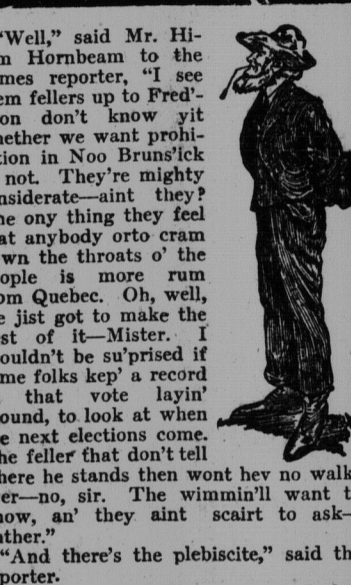 "Well," said Mr. Hi-
m Hornbeam to the
mes reporter, "I see
em fellers up to Fred'-
on don't know yit
hether we want prohi-
tion in Noo Bruns'ick
not. They're mighty
nsiderate—aint they?
he ony thing they feel
at anybody orto cram
wn the throats o' the
ople is more rum
om Quebec. Oh, well,
e jist got to make the
st of it—Mister. I
ouldn't be su'prised if
me folks kep' a record
that vote layin'
ound, to look at when
e next elections come.
he feller that don't tell
here he stands then wont hev no walk
er—no, sir. The wimmin'll want t
now, an' they aint scairt to ask—
ather."
"And there's the plebiscite," said th
porter.